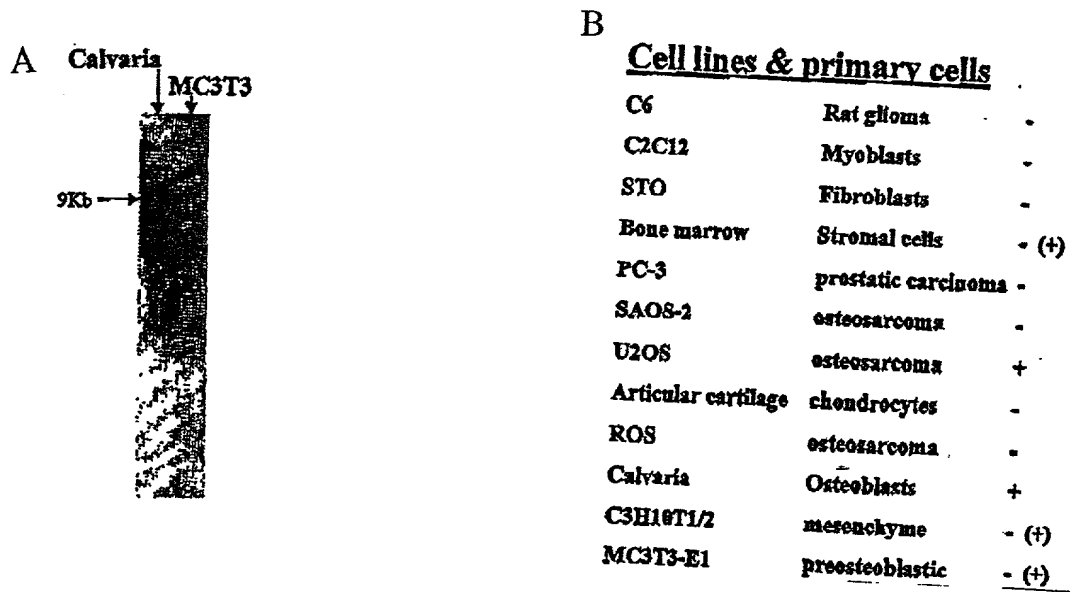 A
Calvaria
MC3T3
9Kb
B
Cell lines & primary cells
C6 Rat glioma -
C2C12 Myoblasts -
STO Fibroblasts -
Bone marrow Stromal cells - (+)
PC-3 prostatic carcinoma -
SAOS-2 osteosarcoma -
U2OS osteosarcoma +
Articular cartilage chondrocytes -
ROS osteosarcoma -
Calvaria Osteoblasts +
C3H10T1/2 mesenchyme - (+)
MC3T3-E1 preosteoblastic - (+)